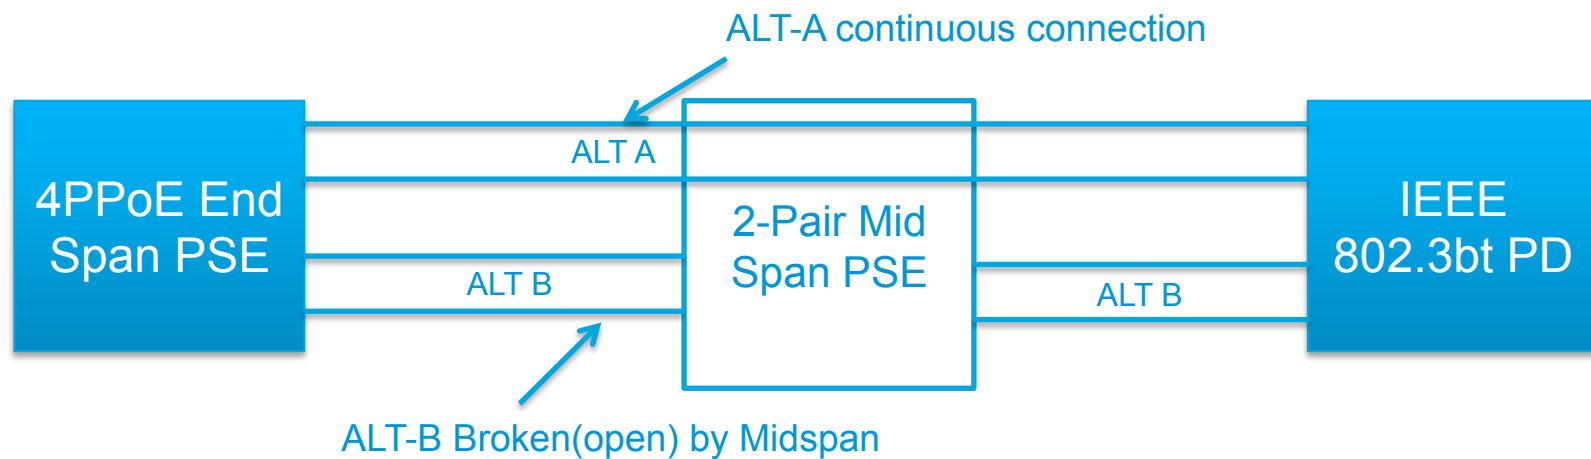 ALT-A continuous connection
ALT A
4PPoE End
Span PSE
2-Pair Mid
Span PSE
IEEE
802.3bt PD
ALT B
ALT B
ALT-B Broken(open) by Midspan